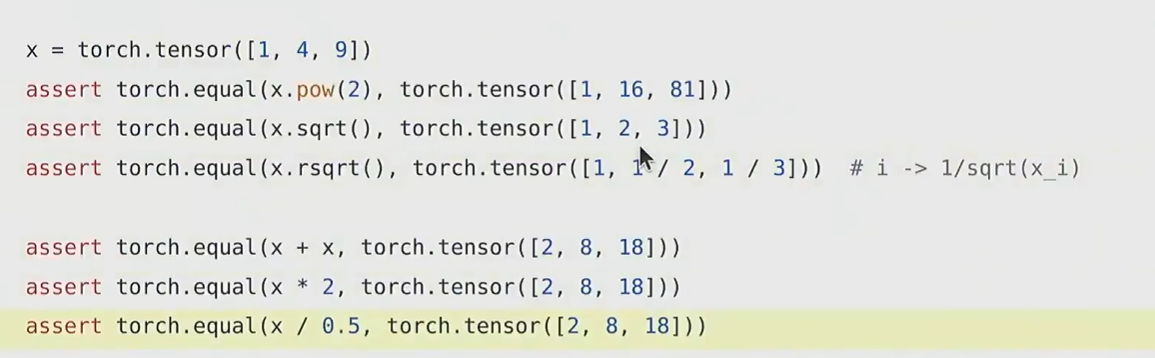 x = torch.tensor([1, 4, 9])
assert torch.equal(x.pow(2), torch.tensor([1, 16, 81]))
assert torch.equal(x.sqrt(), torch.tensor([1, 2, 3]))
assert torch.equal(x.rsqrt(), torch.tensor([1, 1 / 2, 1 / 3]))  # i -> 1/sqrt(x_i)
assert torch.equal(x + x, torch.tensor([2, 8, 18]))
assert torch.equal(x * 2, torch.tensor([2, 8, 18]))
assert torch.equal(x / 0.5, torch.tensor([2, 8, 18]))